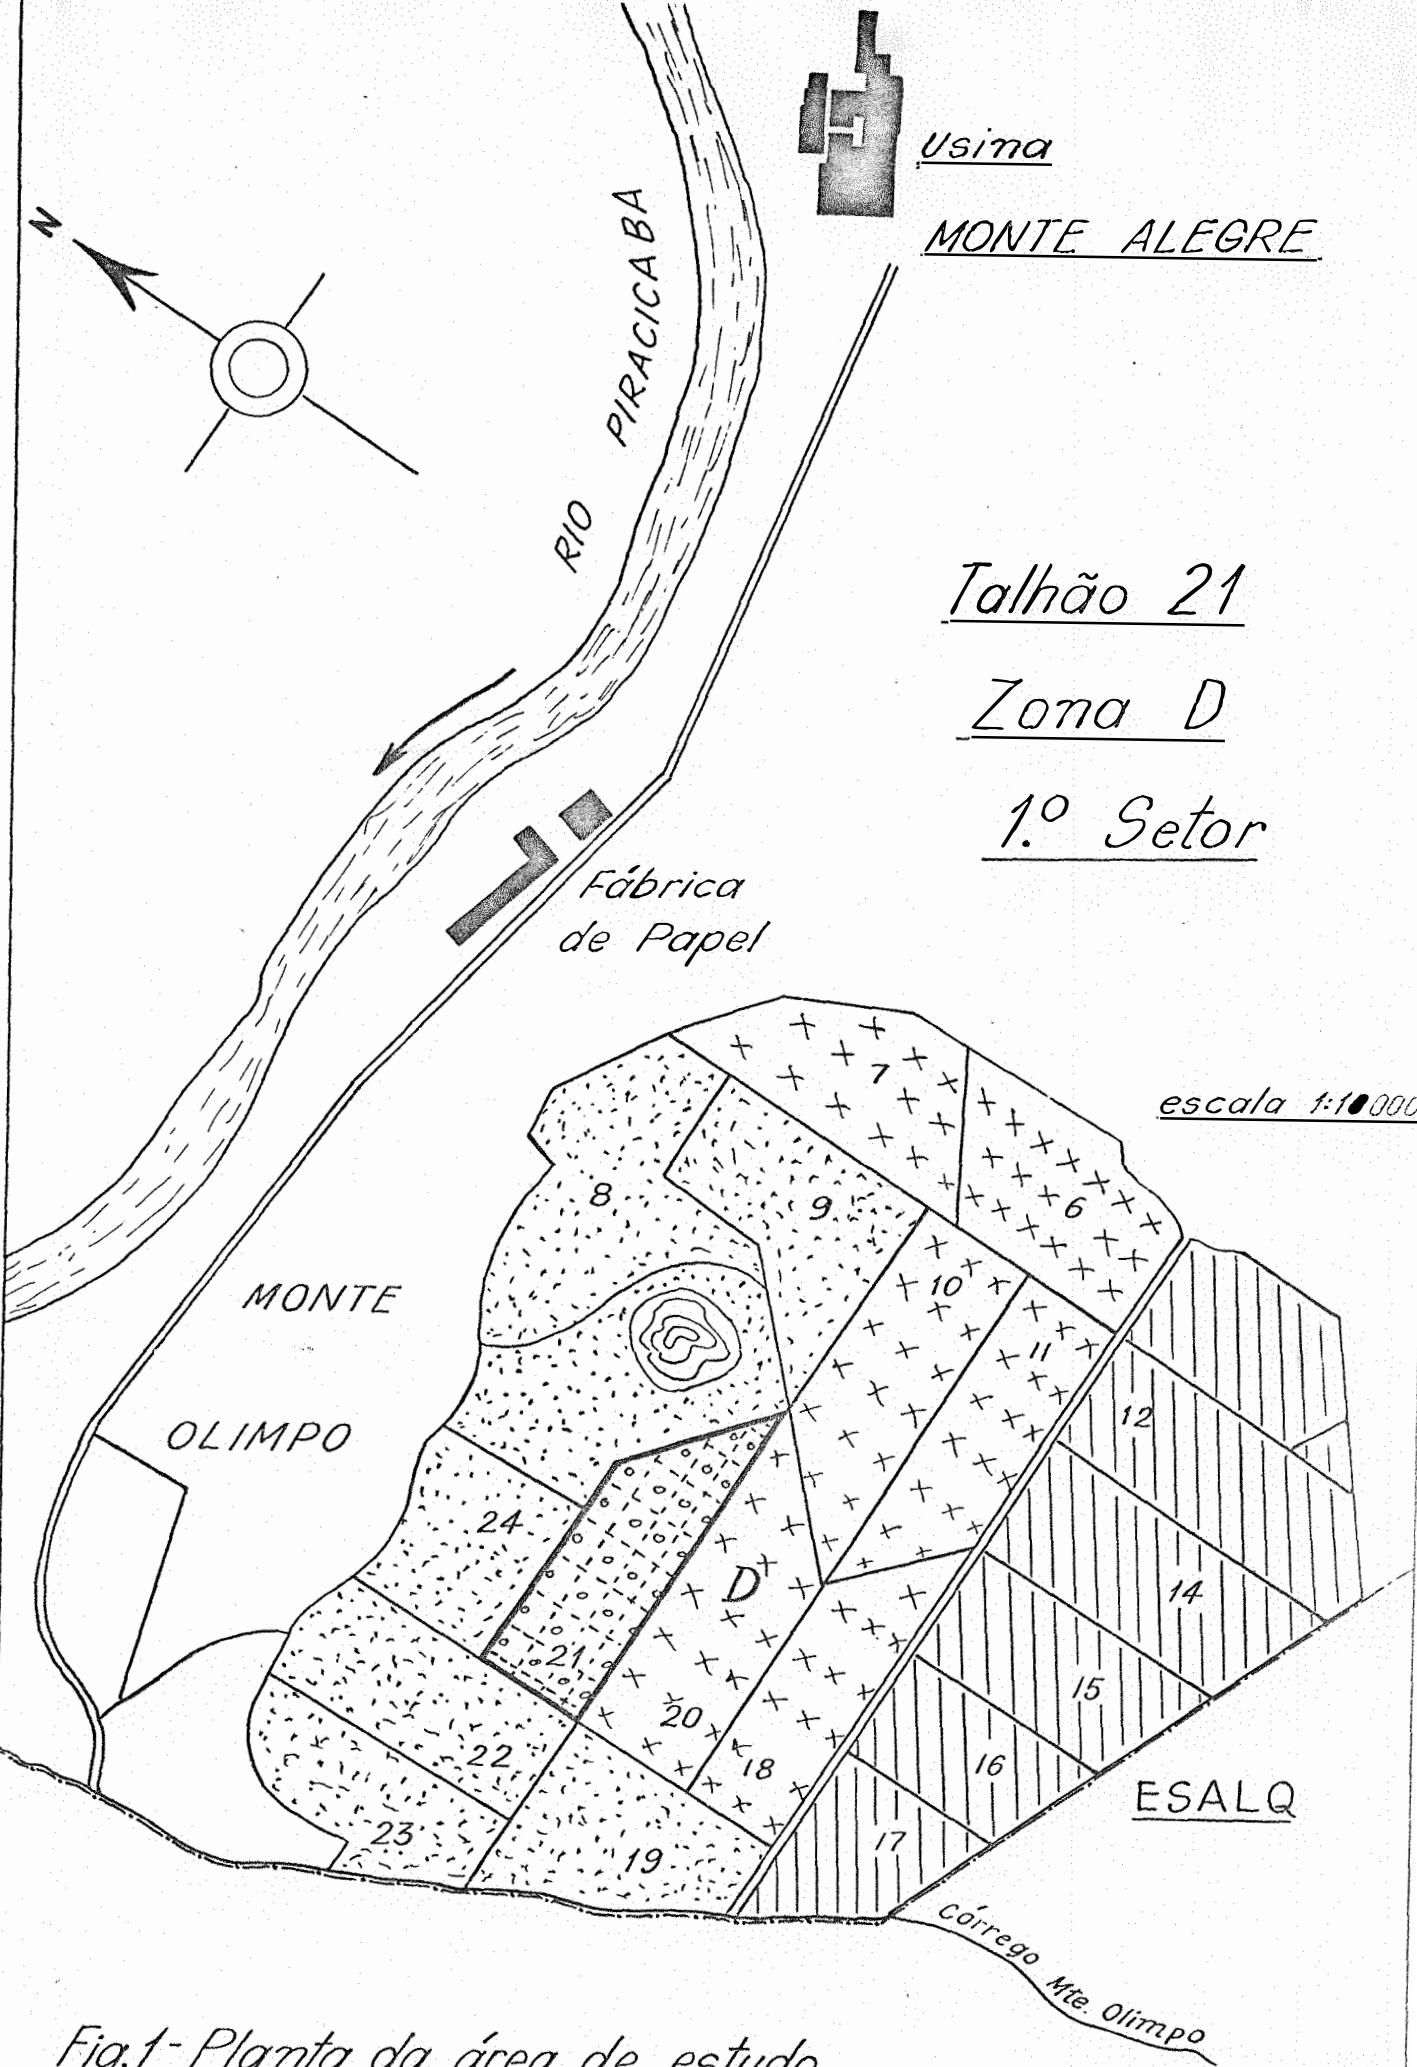 Usina
MONTE ALEGRE
N
RIO PIRACICABA
Talhão 21
Zona D
1.º Setor
Fábrica
de Papel
escala 1:10000
7
6
8
9
10
11
12
MONTE
OLIMPO
24
D
14
21
15
20
22
18
16
23
19
17
ESALQ
Córrego Mte. Olimpo
Fig.1- Planta da área de estudo